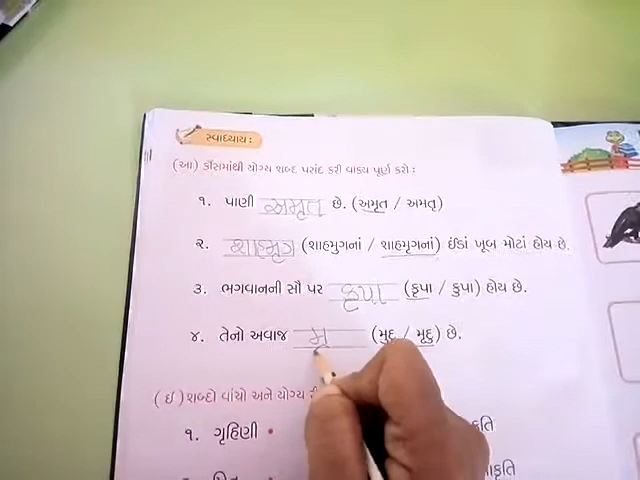 સ્વાધ્યાય :
(આ) કૌંસમાંથી યોગ્ય શબ્દ પસંદ કરી વાક્ય પૂર્ણ કરો :
૧. પાણી અમૃત છે. (અમૃત / અમતૃ)
૨. શાહમૃગ (શાહમુગનાં / શાહમૃગનાં) ઈંડાં ખૂબ મોટાં હોય છે.
૩. ભગવાનની સૌ પર કૃપા (કૃપા / કુપા) હોય છે.
૪. તેનો અવાજ મૃ (મુદ / મૃદુ) છે.
(ઈ) શબ્દો વાંચો અને યોગ્ય
૧. ગૃહિણી